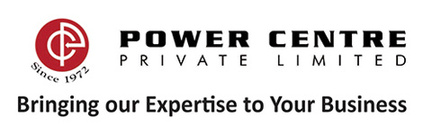 POWER CENTRE
PRIVATE LIMITED
Since 1972
Bringing our Expertise to Your Business